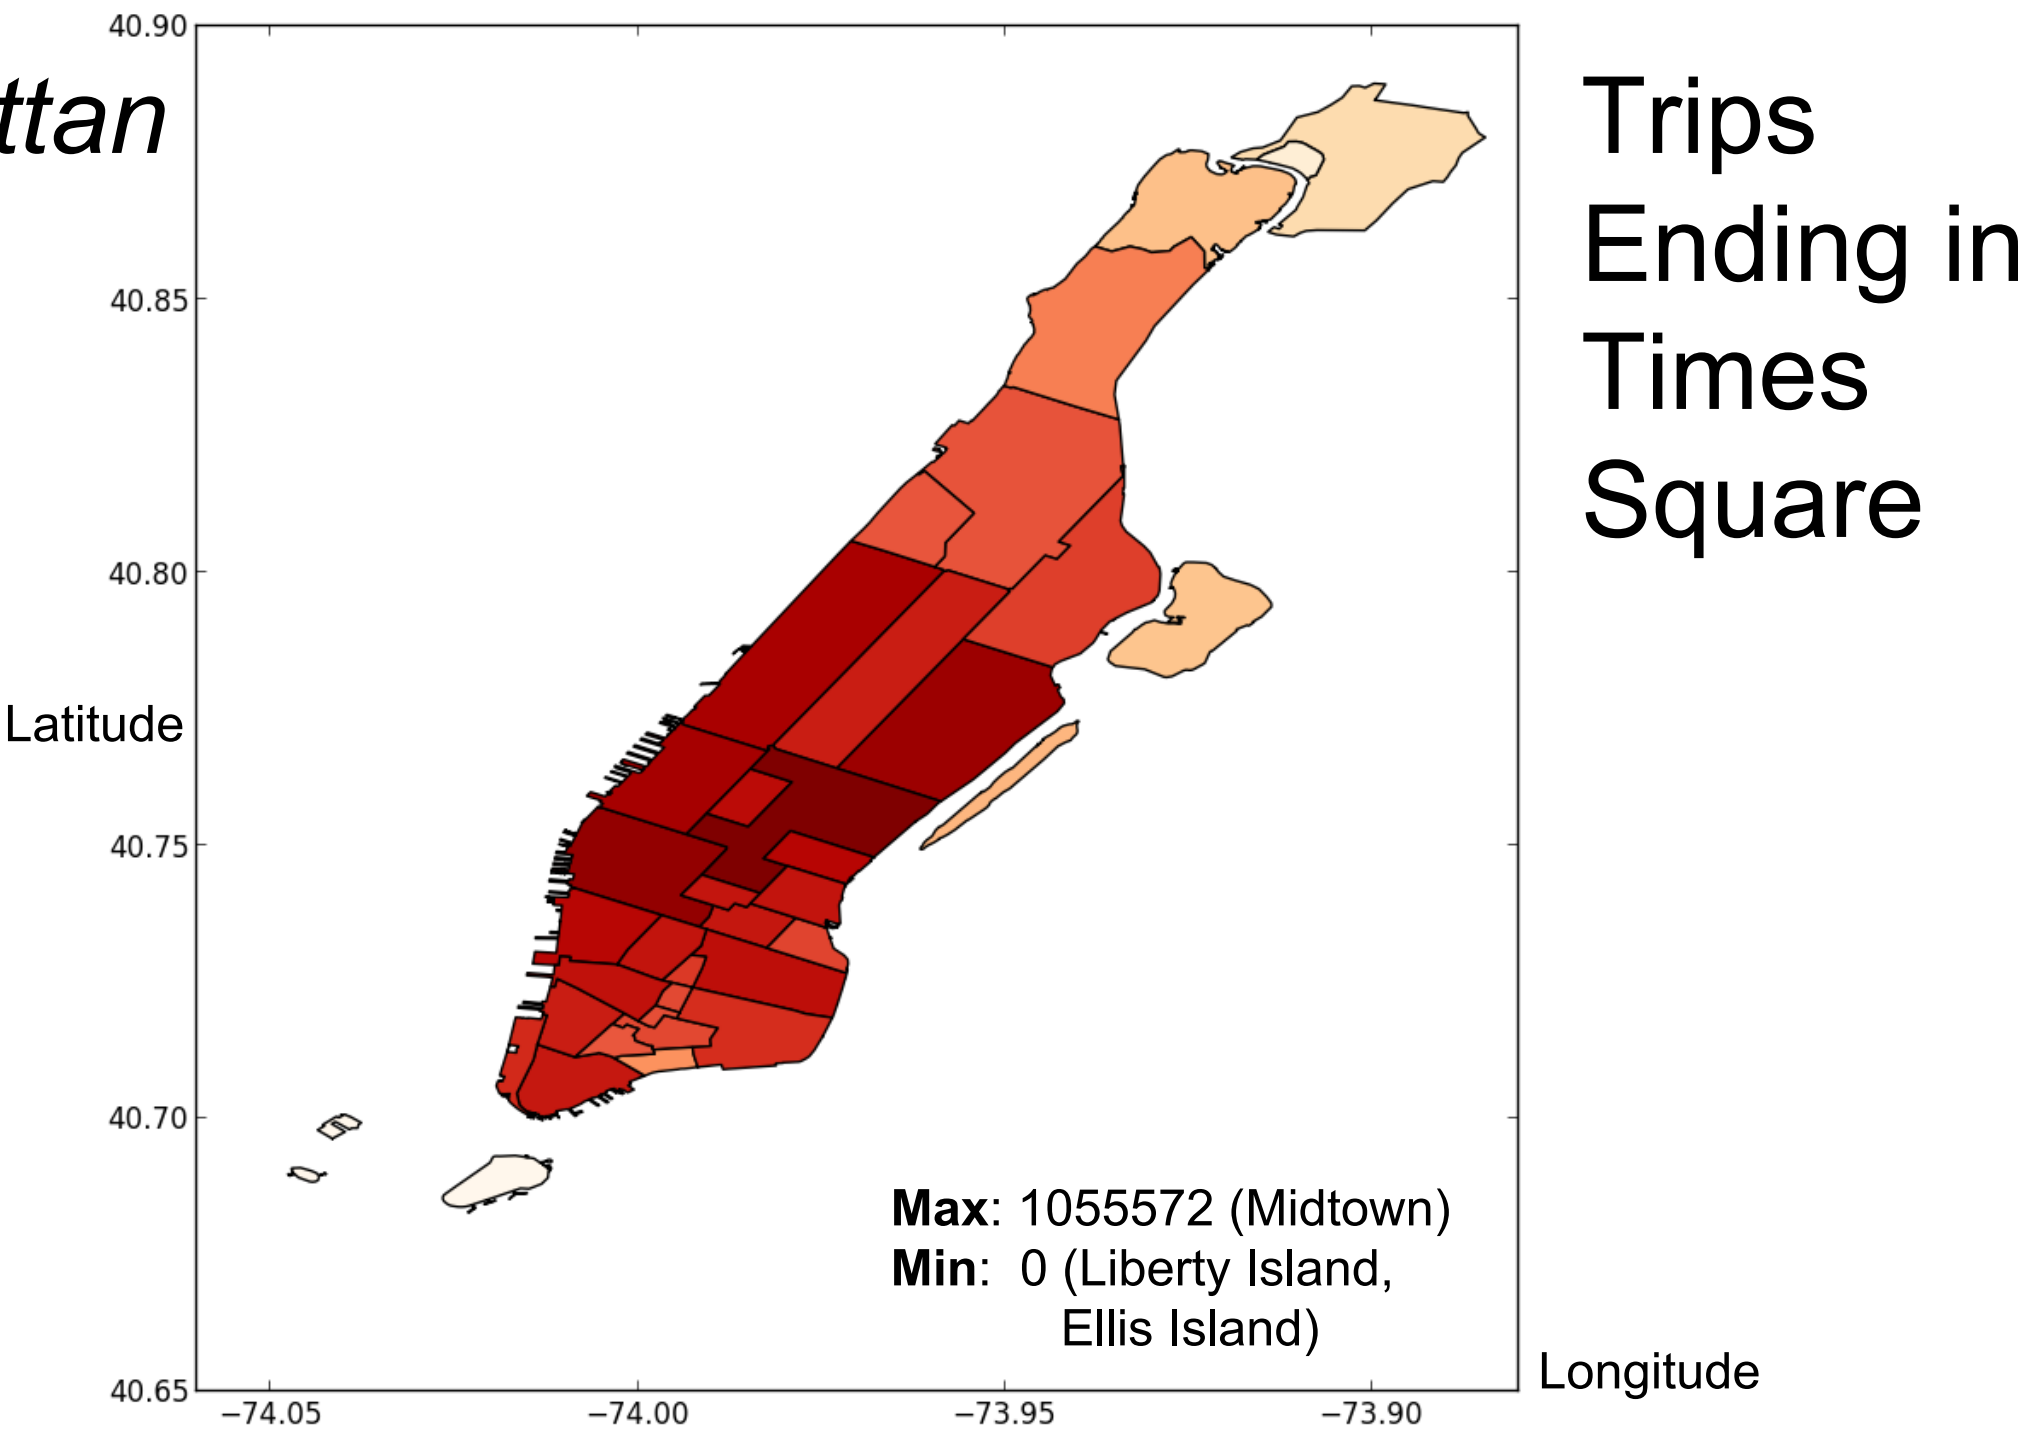 ttan
Trips
Ending in
Times
Square
40.90
40.85
40.80
40.75
40.70
40.65
Latitude
Max: 1055572 (Midtown)
Min: 0 (Liberty Island,
Ellis Island)
Longitude
−74.05
−74.00
−73.95
−73.90